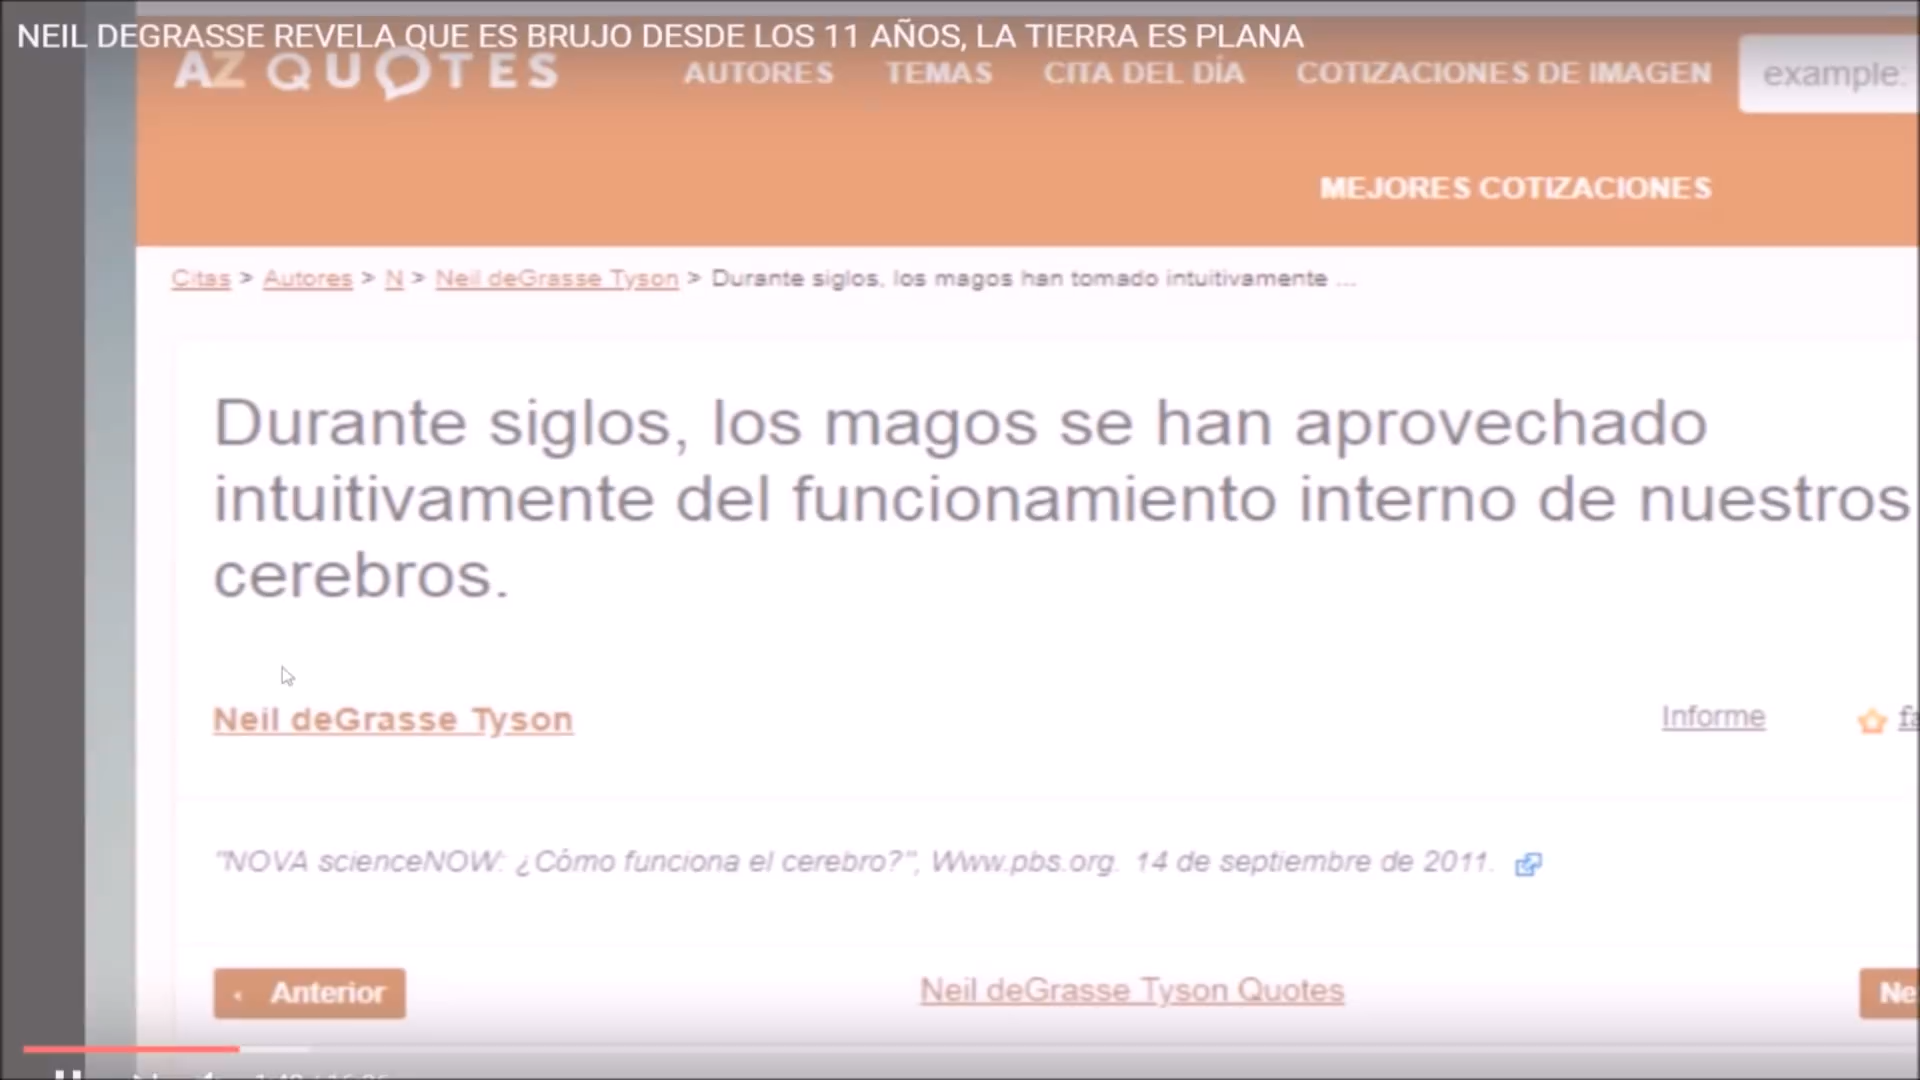 NEIL DEGRASSE REVELA QUE ES BRUJO DESDE LOS 11 AÑOS, LA TIERRA ES PLANA
AZ QUOTES AUTORES TEMAS CITA DEL DÍA COTIZACIONES DE IMAGEN example:
MEJORES COTIZACIONES
Citas > Autores > N > Neil deGrasse Tyson > Durante siglos, los magos han tomado intuitivamente ...
Durante siglos, los magos se han aprovechado
intuitivamente del funcionamiento interno de nuestros
cerebros.
Neil deGrasse Tyson Informe
"NOVA scienceNOW: ¿Cómo funciona el cerebro?", Www.pbs.org. 14 de septiembre de 2011.
‹ Anterior Neil deGrasse Tyson Quotes